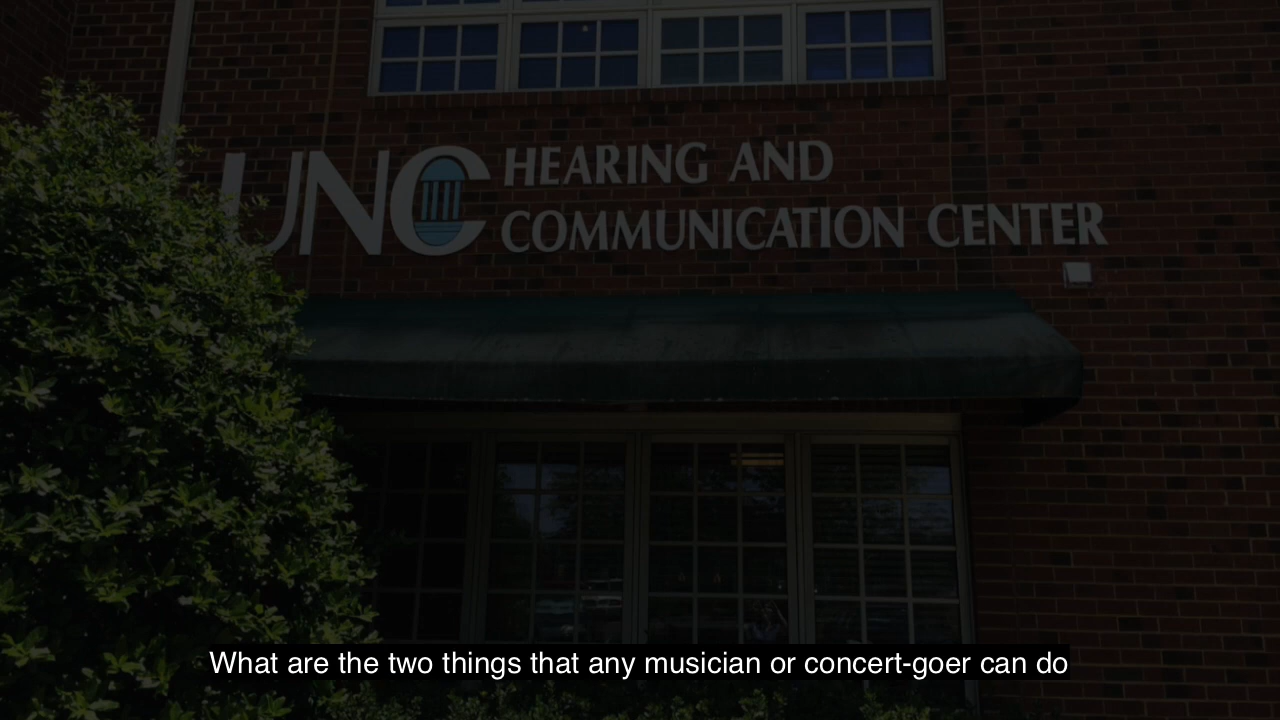 UNC HEARING AND
COMMUNICATION CENTER
What are the two things that any musician or concert-goer can do